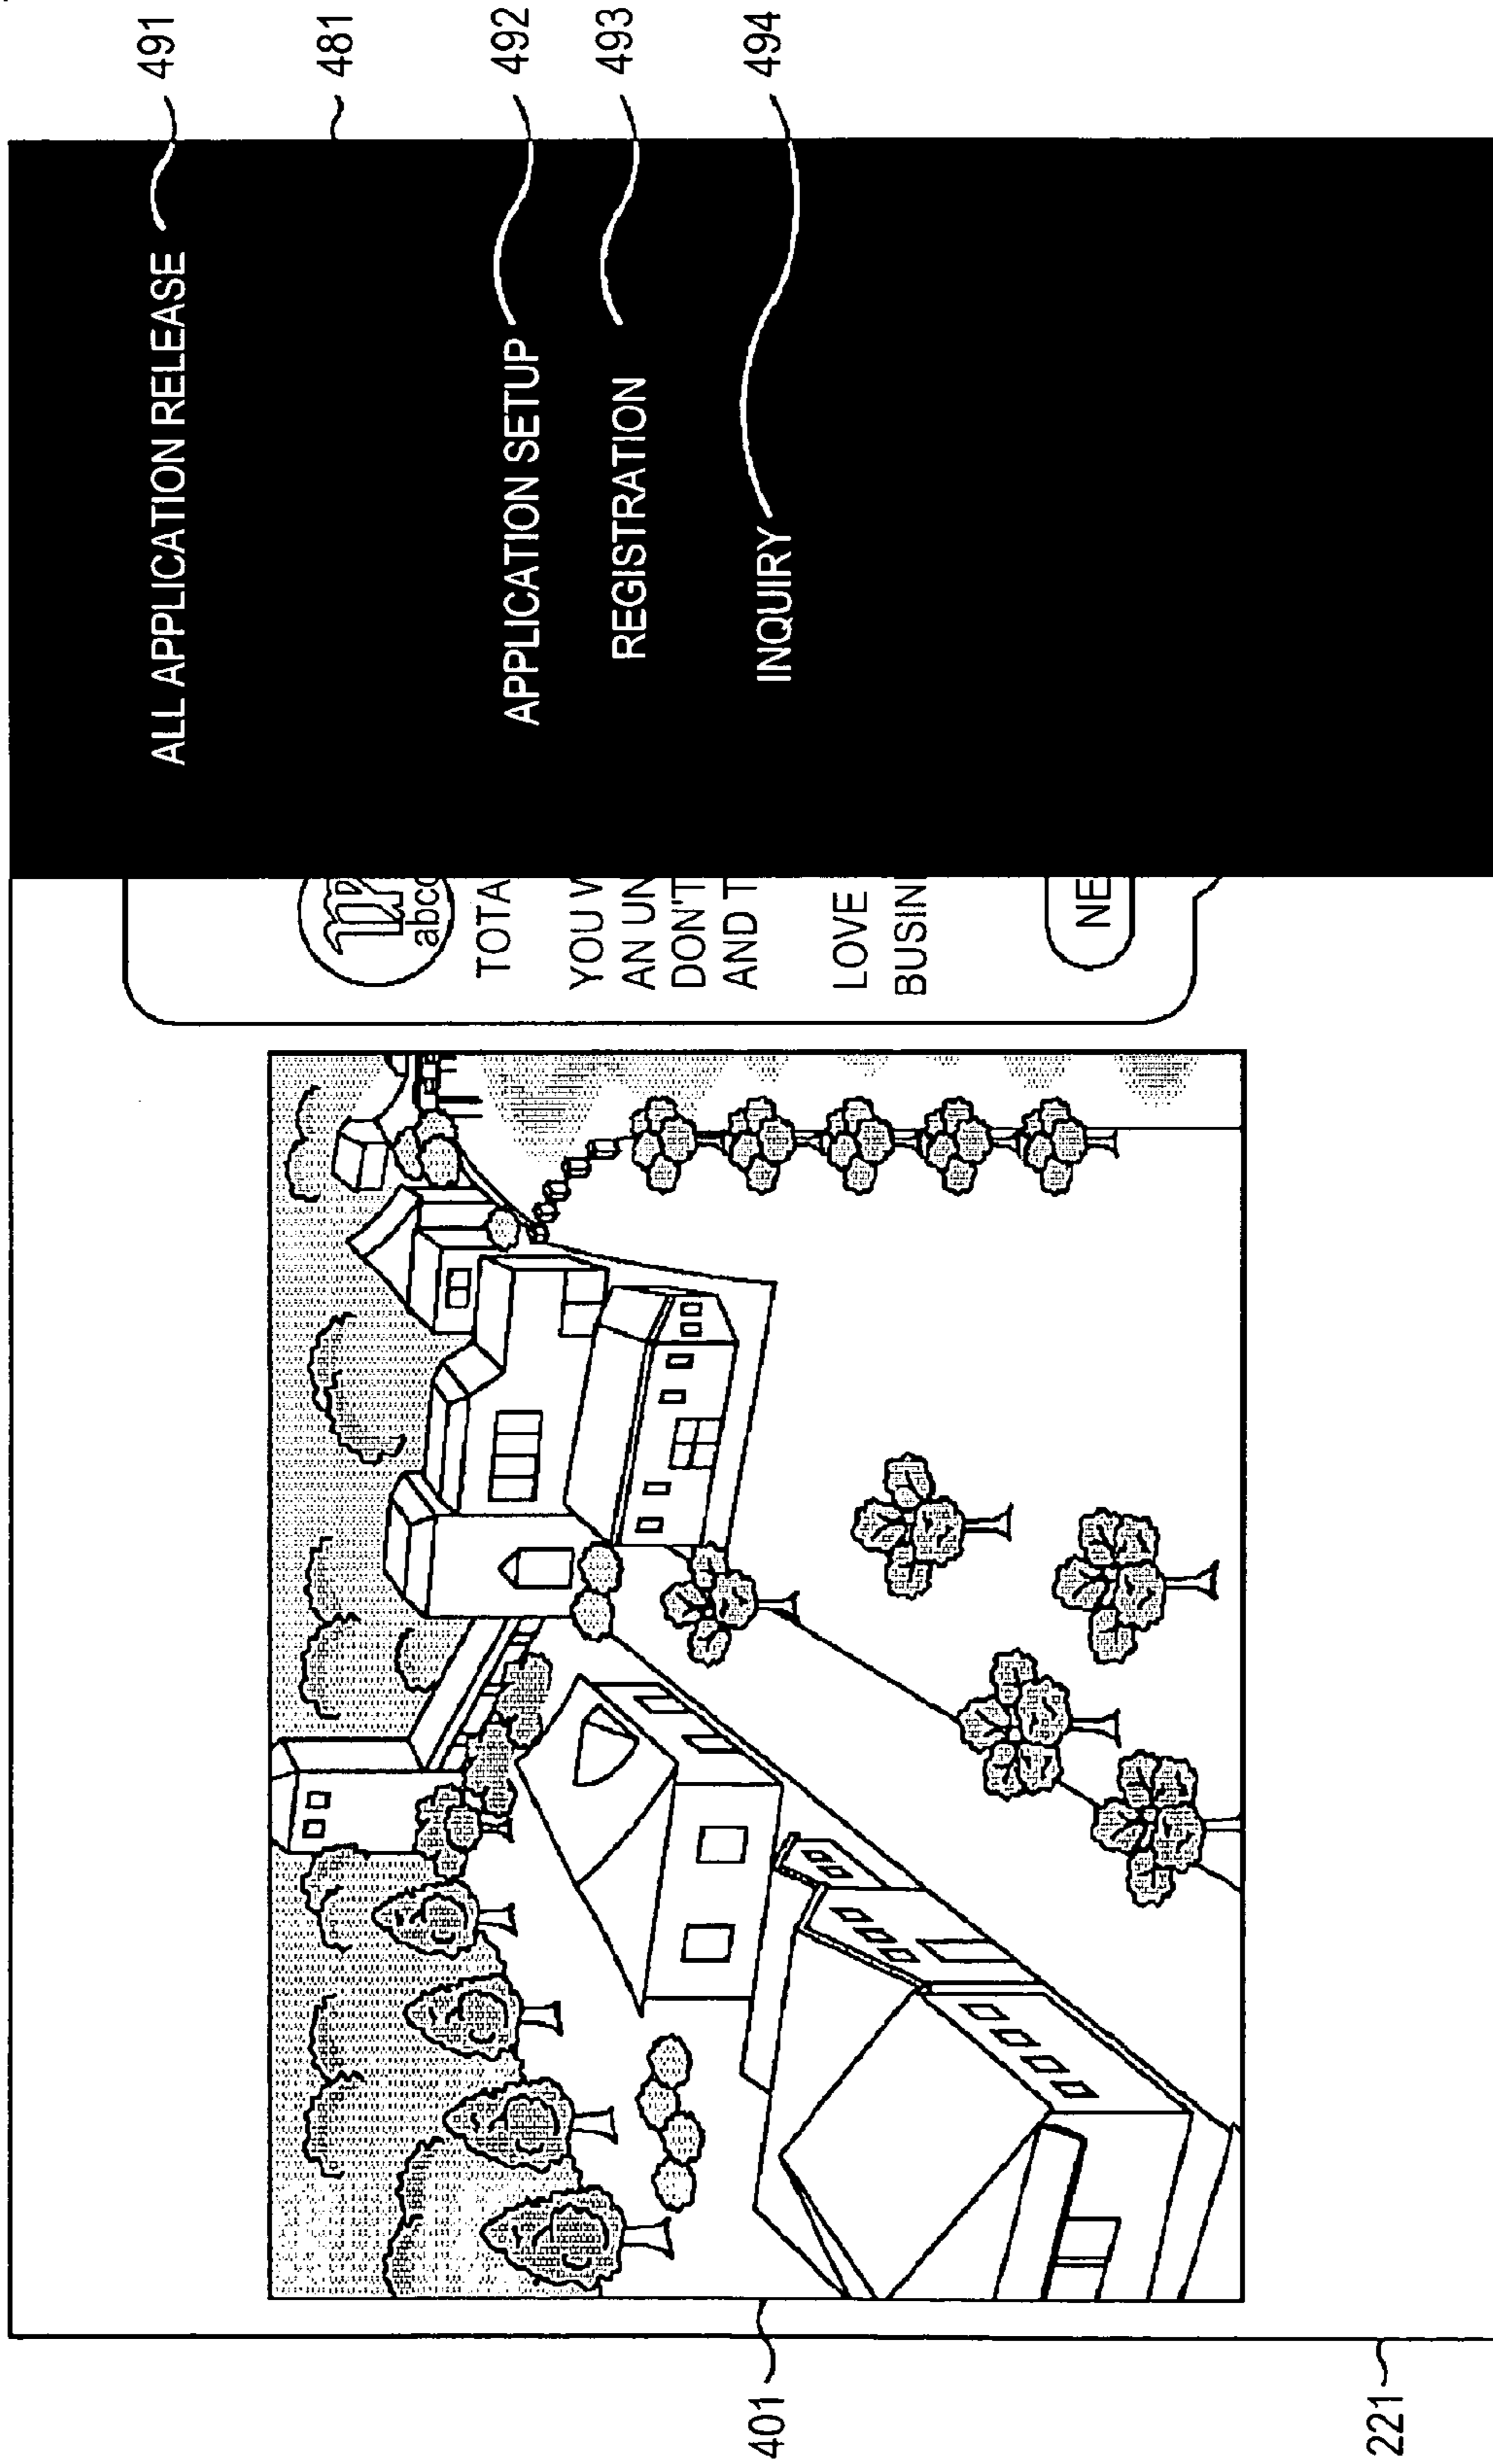 ALL APPLICATION RELEASE 491
481
APPLICATION SETUP 492
REGISTRATION 493
INQUIRY 494
abcc
TOTA
YOU W
AN UN
DON'T
AND T
LOVE
BUSIN
NE
401
221